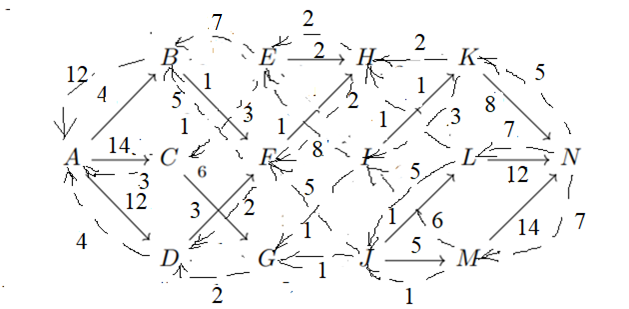 7 2
B E 2 H 2 K
12 4 1 5
5 3 2 1 3 8
1 1 1 7
A 14 C F 8 I L 12 N
3 6 5
12 3 2 5 1 6 14 7
4 1 5
D G 1 J M
2 1